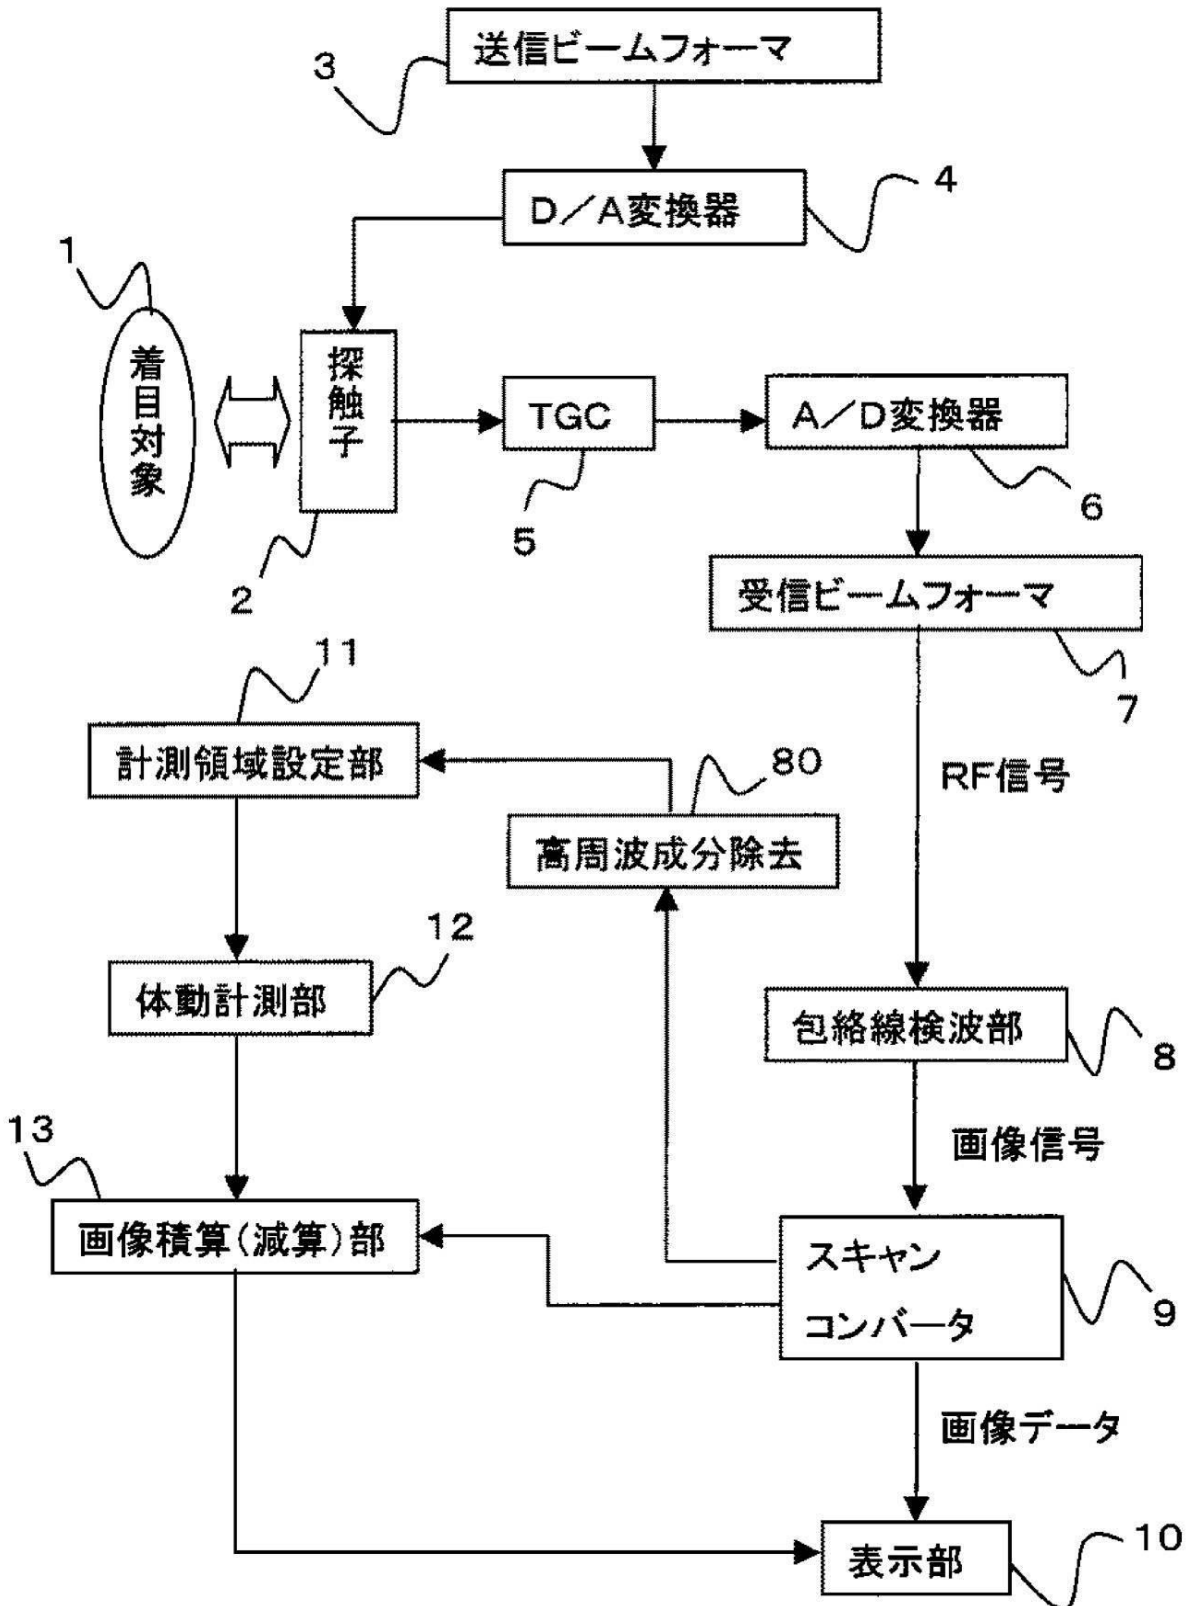 送信ビームフォーマ
3
D／A変換器
4
1
着目対象
探触子
2
TGC
5
A／D変換器
6
受信ビームフォーマ
7
11
計測領域設定部
80
高周波成分除去
RF信号
12
体動計測部
包絡線検波部
8
画像信号
13
画像積算(減算)部
スキャン
コンバータ
9
画像データ
表示部
10